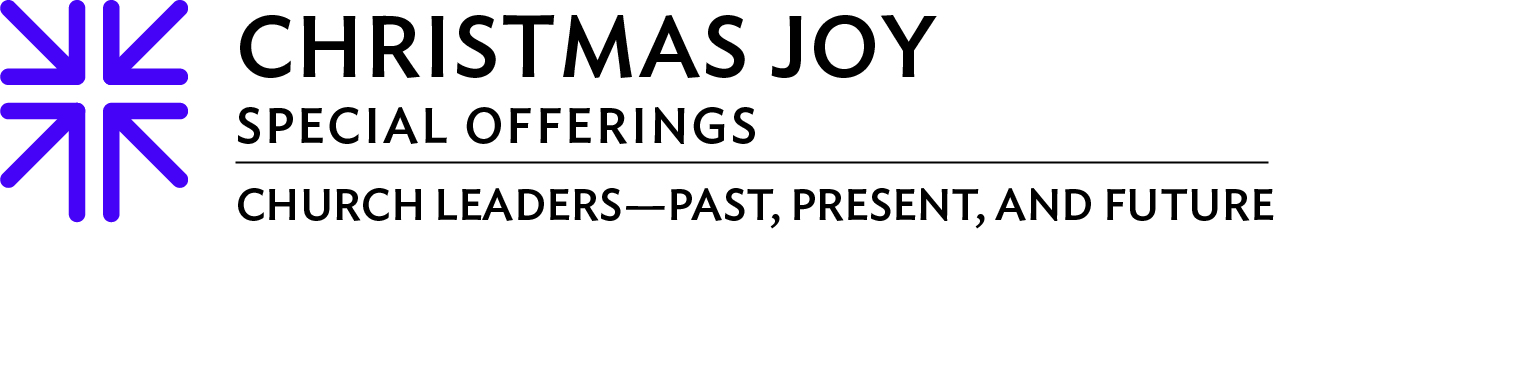 CHRISTMAS JOY
SPECIAL OFFERINGS
CHURCH LEADERS—PAST, PRESENT, AND FUTURE